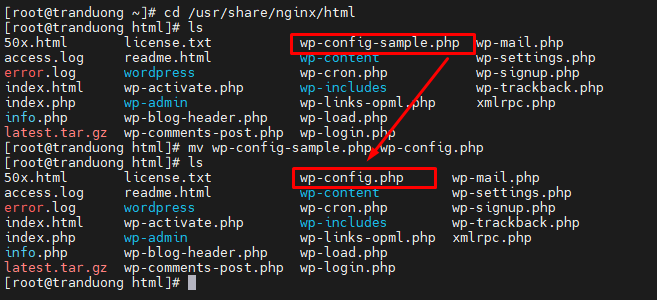 [root@tranduong ~]# cd /usr/share/nginx/html
[root@tranduong html]# ls
50x.html license.txt wp-config-sample.php wp-mail.php
access.log readme.html wp-content wp-settings.php
error.log wordpress wp-cron.php wp-signup.php
index.html wp-activate.php wp-includes wp-trackback.php
index.php wp-admin wp-links-opml.php xmlrpc.php
info.php wp-blog-header.php wp-load.php
latest.tar.gz wp-comments-post.php wp-login.php
[root@tranduong html]# mv wp-config-sample.php wp-config.php
[root@tranduong html]# ls
50x.html license.txt wp-config.php wp-mail.php
access.log readme.html wp-content wp-settings.php
error.log wordpress wp-cron.php wp-signup.php
index.html wp-activate.php wp-includes wp-trackback.php
index.php wp-admin wp-links-opml.php xmlrpc.php
info.php wp-blog-header.php wp-load.php
latest.tar.gz wp-comments-post.php wp-login.php
[root@tranduong html]#